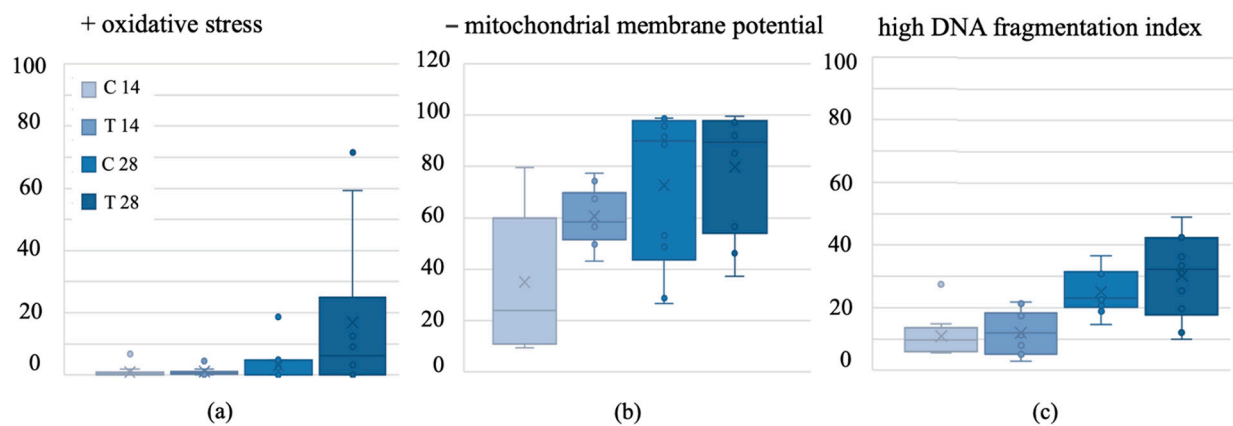 + oxidative stress
– mitochondrial membrane potential
high DNA fragmentation index
100
80
60
40
20
0
C 14
T 14
C 28
T 28
120
100
80
60
40
20
0
100
80
60
40
20
0
(a)
(b)
(c)